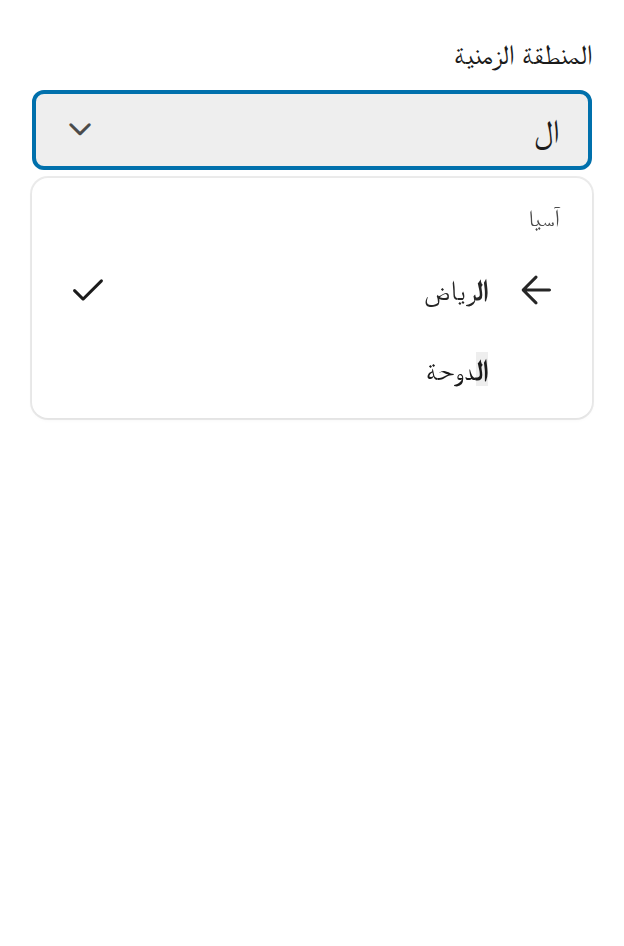 المنطقة الزمنية
ال
آسيا
الرياض
الدوحة